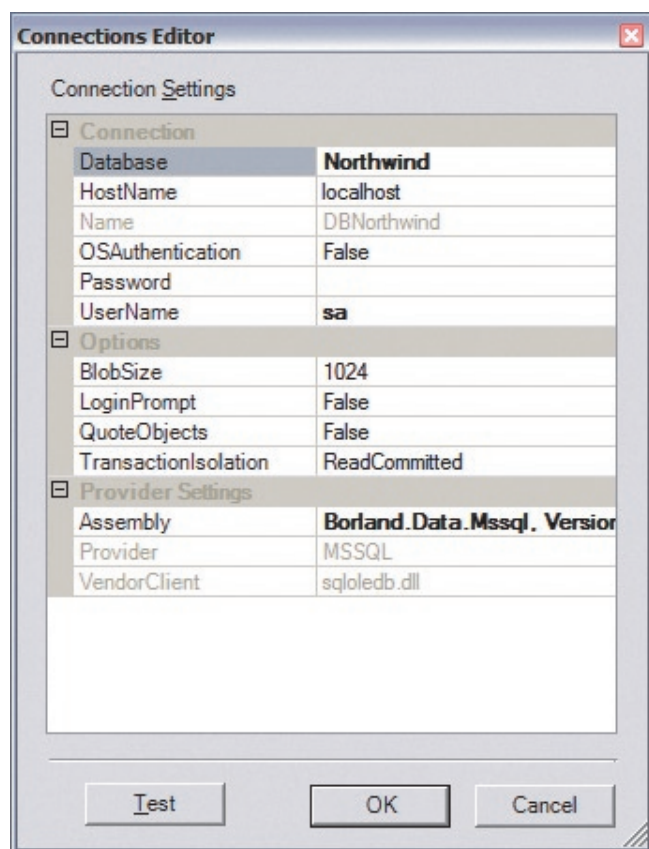 Connections Editor
Connection Settings
Connection
Database Northwind
HostName localhost
Name DBNorthwind
OSAuthentication False
Password
UserName sa
Options
BlobSize 1024
LoginPrompt False
QuoteObjects False
TransactionIsolation ReadCommitted
Provider Settings
Assembly Borland.Data.Mssql, Version
Provider MSSQL
VendorClient sqloledb.dll
Test OK Cancel